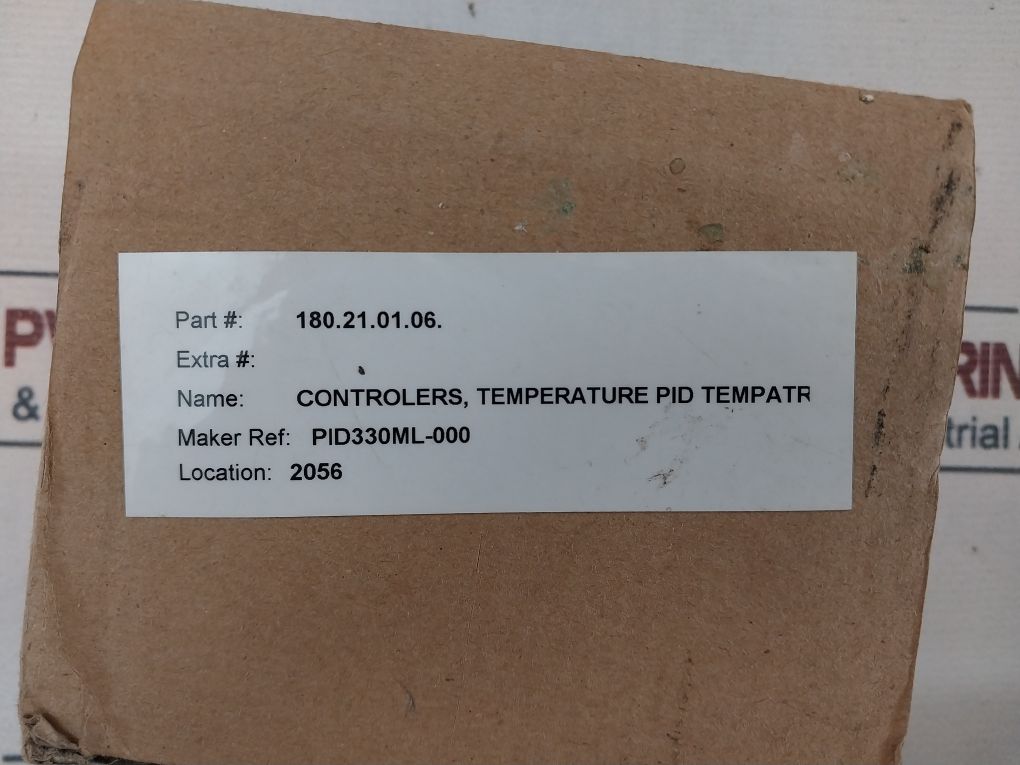 Part #: 180.21.01.06.
Extra #:
Name: CONTROLERS, TEMPERATURE PID TEMPATR
Maker Ref: PID330ML-000
Location: 2056
&